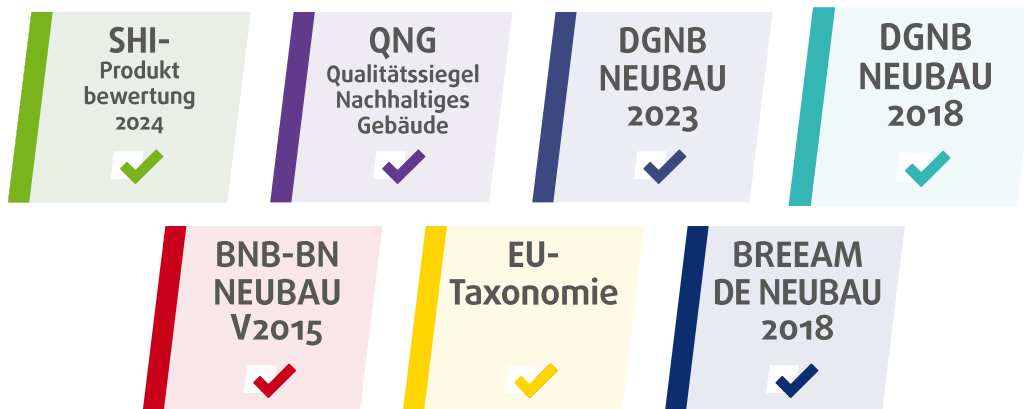 SHI-
Produkt
bewertung
2024
QNG
Qualitätssiegel
Nachhaltiges
Gebäude
DGNB
NEUBAU
2023
DGNB
NEUBAU
2018
BNB-BN
NEUBAU
V2015
EU-
Taxonomie
BREEAM
DE NEUBAU
2018